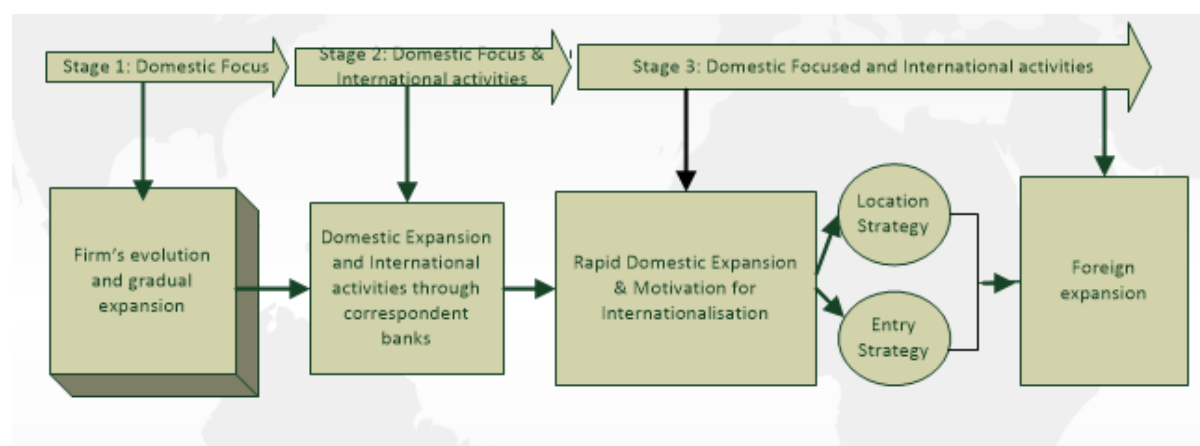 Stage 1: Domestic Focus
Stage 2: Domestic Focus &
International activities
Stage 3: Domestic Focused and International activities
Firm's evolution
and gradual
expansion
Domestic Expansion
and International
activities through
correspondent
banks
Rapid Domestic Expansion
& Motivation for
Internationalisation
Location
Strategy
Entry
Strategy
Foreign
expansion